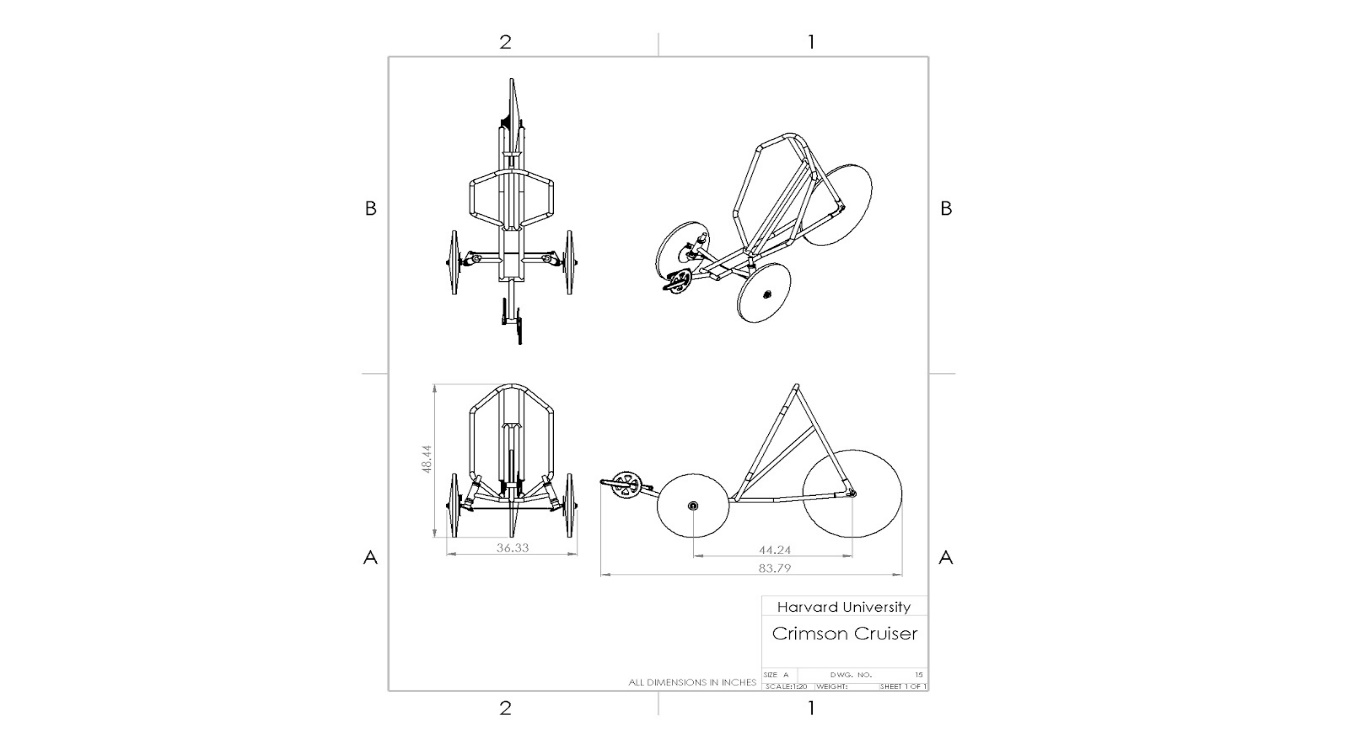 2 1
B B
48.44
36.33
44.24
83.79
A A
Harvard University
Crimson Cruiser
SIZE A DWG. NO. 15
ALL DIMENSIONS IN INCHES
SCALE:1:20 WEIGHT: SHEET 1 OF 1
2 1